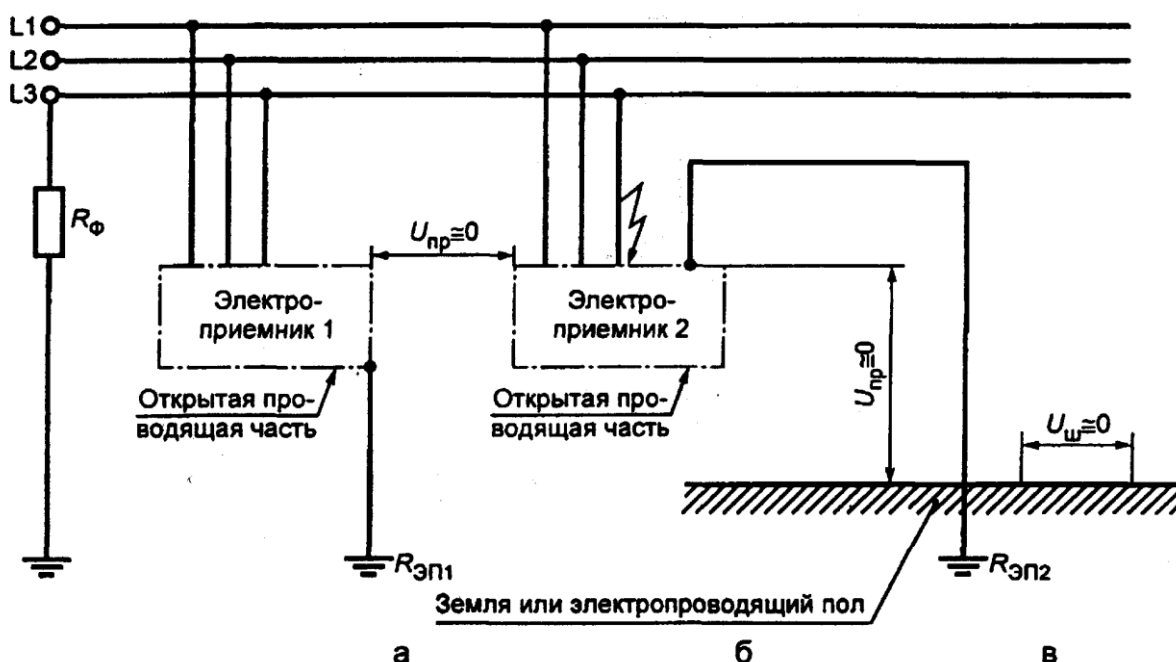 L1
L2
L3
RФ
Uпр≅0
Электро-
приемник 1
Электро-
приемник 2
Uпр≅0
Открытая про-
водящая часть
Открытая про-
водящая часть
Uш≅0
RЭП1
RЭП2
Земля или электропроводящий пол
а
б
в